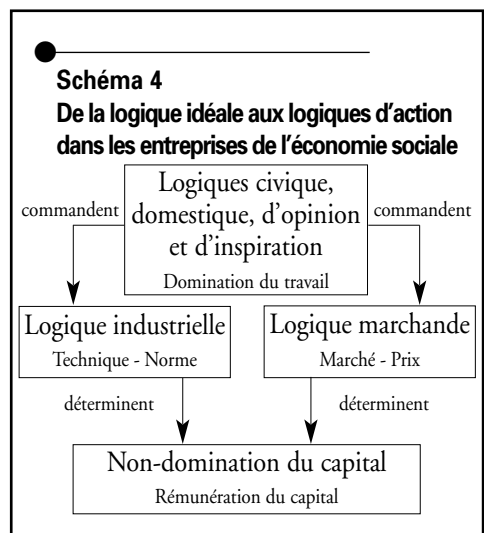 Schéma 4
De la logique idéale aux logiques d'action
dans les entreprises de l'économie sociale
Logiques civique,
domestique, d'opinion
et d'inspiration
Domination du travail
commandent
commandent
Logique industrielle
Technique - Norme
Logique marchande
Marché - Prix
déterminent
déterminent
Non-domination du capital
Rémunération du capital